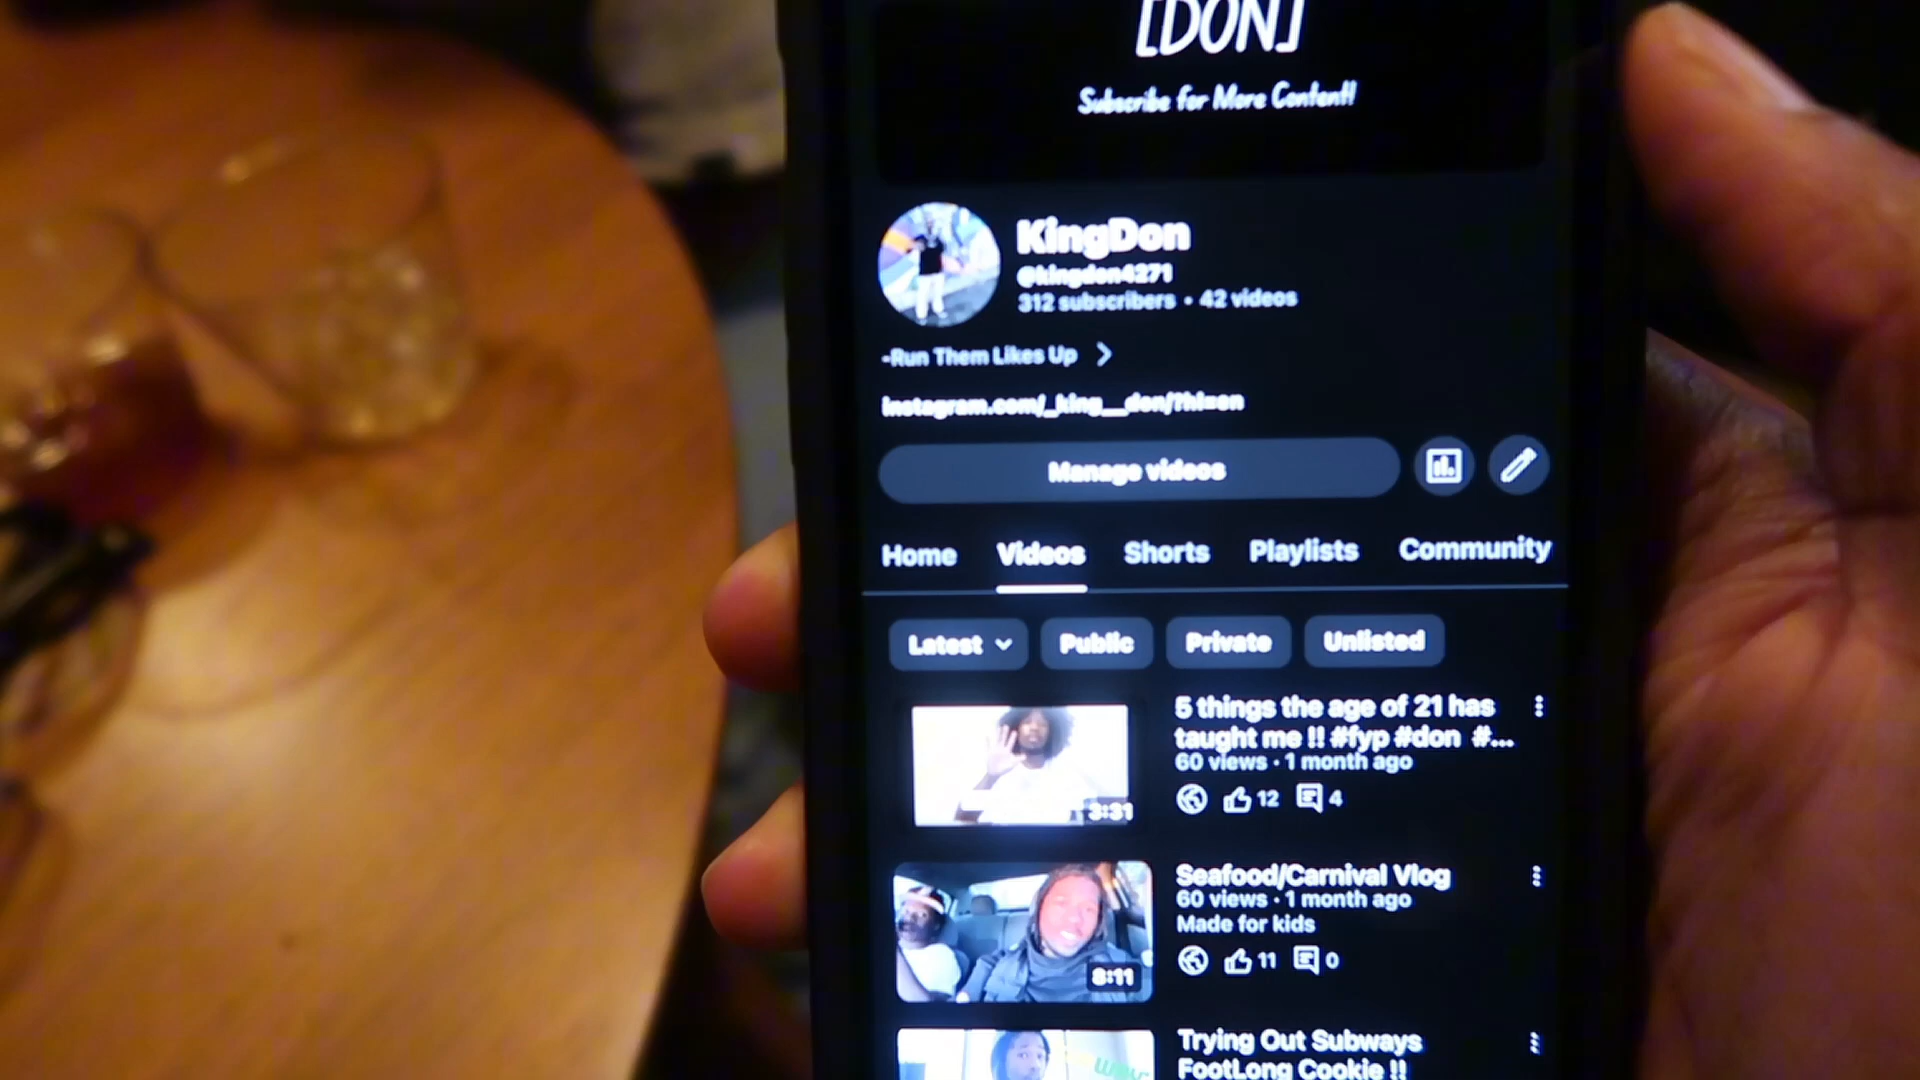 [DON]
Subscribe for More Content!
KingDon
@kingdon4271
312 subscribers • 42 videos
-Run Them Likes Up
instagram.com/_king__don/?hl=en
Manage videos
Home Videos Shorts Playlists Community
Latest Public Private Unlisted
5 things the age of 21 has
taught me !! #fyp #don #...
60 views · 1 month ago
12 4
3:31
Seafood/Carnival Vlog
60 views · 1 month ago
Made for kids
11 0
8:11
Trying Out Subways
FootLong Cookie !!